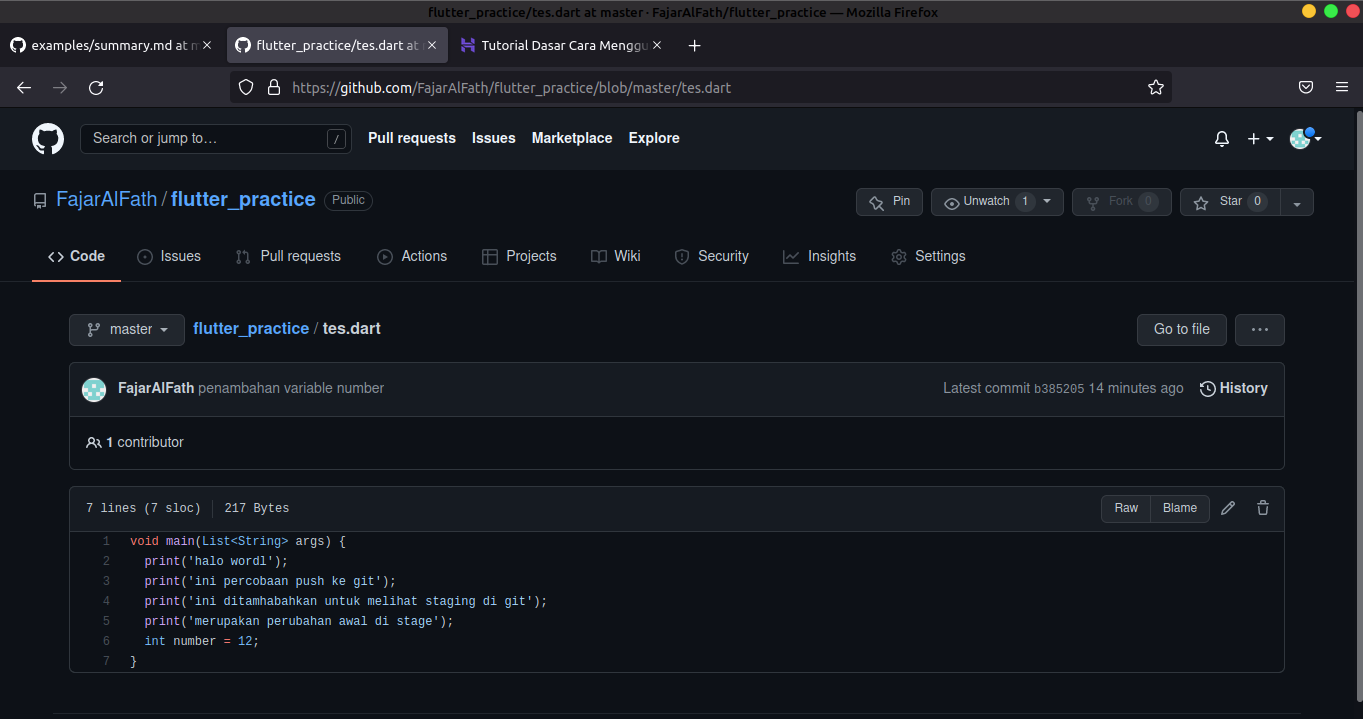 flutter_practice/tes.dart at master · FajarAlFath/flutter_practice — Mozilla Firefox
examples/summary.md at flutter_practice/tes.dart at Tutorial Dasar Cara Menggu
https://github.com/FajarAlFath/flutter_practice/blob/master/tes.dart
Search or jump to… / Pull requests Issues Marketplace Explore
FajarAlFath / flutter_practice Public Pin Unwatch 1 Fork 0 Star 0
Code Issues Pull requests Actions Projects Wiki Security Insights Settings
master flutter_practice / tes.dart Go to file ...
FajarAlFath penambahan variable number Latest commit b385205 14 minutes ago History
1 contributor
7 lines (7 sloc) 217 Bytes Raw Blame
1 void main(List<String> args) {
2 print('halo wordl');
3 print('ini percobaan push ke git');
4 print('ini ditamhabahkan untuk melihat staging di git');
5 print('merupakan perubahan awal di stage');
6 int number = 12;
7 }